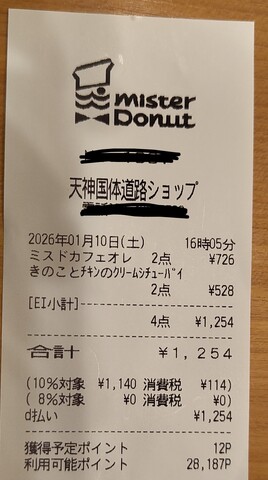 mister
Donut
天神国体道路ショップ
2026年01月10日(土) 16時05分
ミスドカフェオレ 2点 ¥726
きのことチキンのクリームシチューパイ
2点 ¥528
[EI小計]
4点 ¥1,254
合計 ¥1,254
(10%対象 ¥1,140 消費税 ¥114)
( 8%対象 ¥0 消費税 ¥0)
d払い ¥1,254
獲得予定ポイント 12P
利用可能ポイント 28,187P